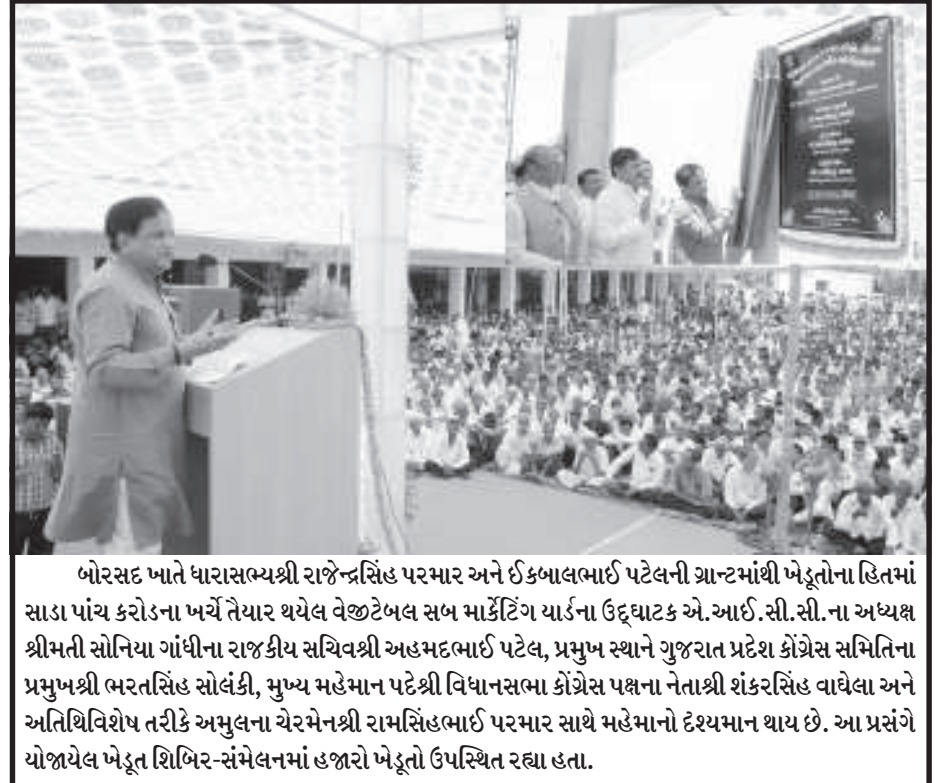 બોરસદ ખાતે ધારાસભ્યશ્રી રાજેન્દ્રસિંહ પરમાર અને ઈકબાલભાઈ પટેલની ગ્રાન્ટમાંથી ખેડૂતોના હિતમાં
સાડા પાંચ કરોડના ખર્ચે તૈયાર થયેલ વેજીટેબલ સબ માર્કેટિંગ યાર્ડના ઉદ્‌ઘાટક એ.આઈ.સી.સી.ના અધ્યક્ષ
શ્રીમતી સોનિયા ગાંધીના રાજકીય સચિવશ્રી અહમદભાઈ પટેલ, પ્રમુખ સ્થાને ગુજરાત પ્રદેશ કોંગ્રેસ સમિતિના
પ્રમુખશ્રી ભરતસિંહ સોલંકી, મુખ્ય મહેમાન પદેશ્રી વિધાનસભા કોંગ્રેસ પક્ષના નેતાશ્રી શંકરસિંહ વાઘેલા અને
અતિથિવિશેષ તરીકે અમુલના ચેરમેનશ્રી રામસિંહભાઈ પરમાર સાથે મહેમાનો દૃશ્યમાન થાય છે. આ પ્રસંગે
યોજાયેલ ખેડૂત શિબિર-સંમેલનમાં હજારો ખેડૂતો ઉપસ્થિત રહ્યા હતા.